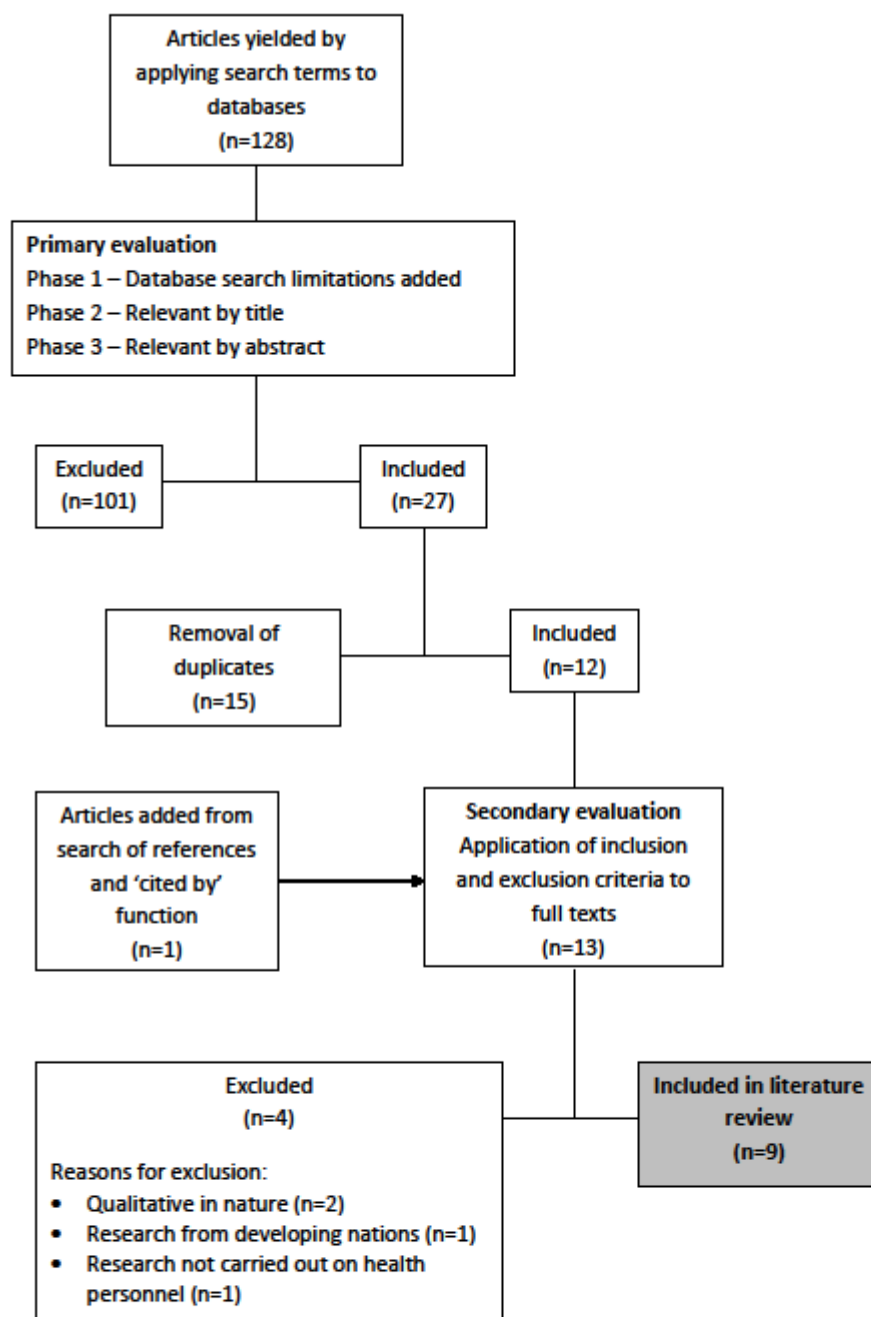 Articles yielded by
applying search terms to
databases
(n=128)
Primary evaluation
Phase 1 – Database search limitations added
Phase 2 – Relevant by title
Phase 3 – Relevant by abstract
Excluded
(n=101)
Included
(n=27)
Removal of
duplicates
(n=15)
Included
(n=12)
Articles added from
search of references
and ‘cited by’
function
(n=1)
Secondary evaluation
Application of inclusion
and exclusion criteria to
full texts
(n=13)
Excluded
(n=4)
Reasons for exclusion:
• Qualitative in nature (n=2)
• Research from developing nations (n=1)
• Research not carried out on health
personnel (n=1)
Included in literature
review
(n=9)